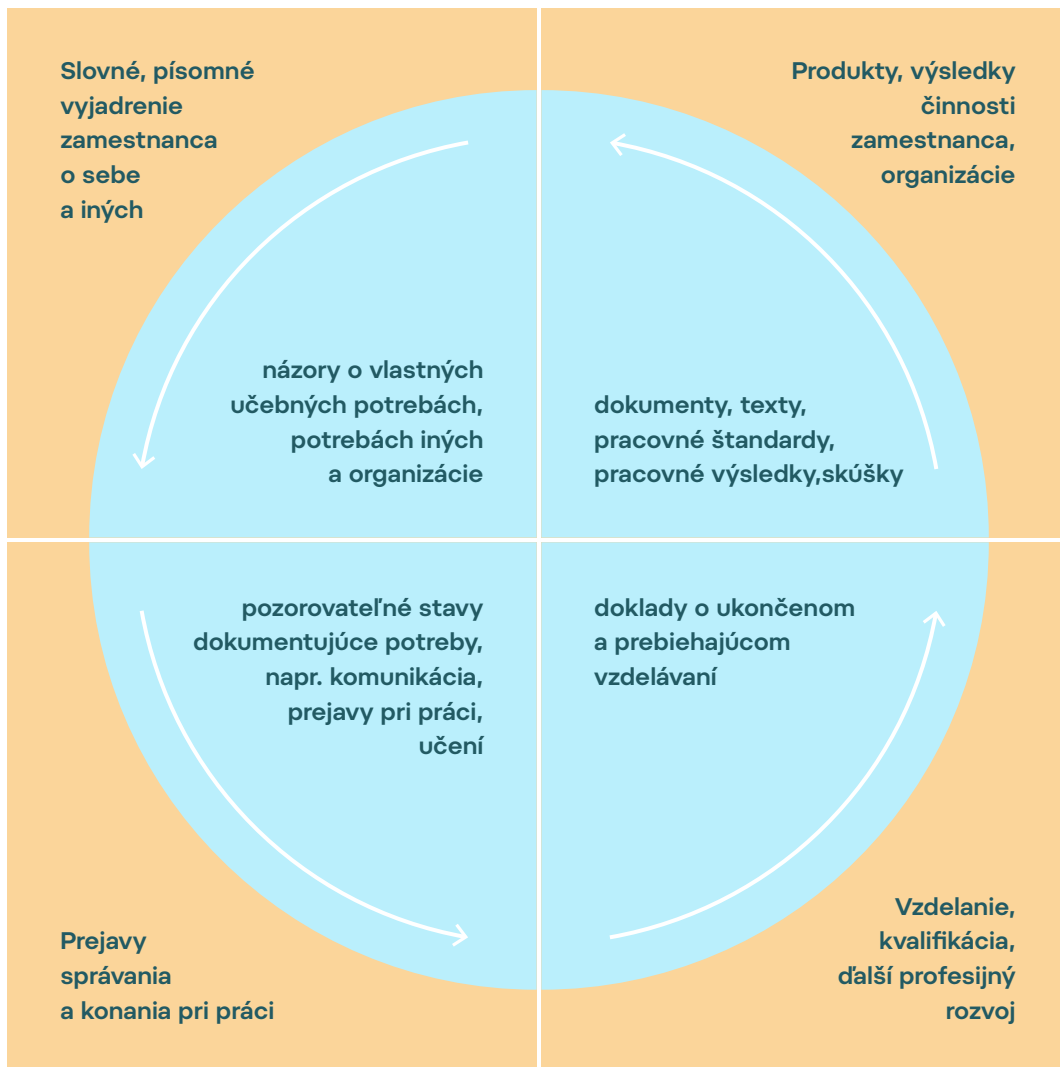 Slovné, písomné
vyjadrenie
zamestnanca
o sebe
a iných
Produkty, výsledky
činnosti
zamestnanca,
organizácie
názory o vlastných
učebných potrebách,
potrebách iných
a organizácie
dokumenty, texty,
pracovné štandardy,
pracovné výsledky,skúšky
pozorovateľné stavy
dokumentujúce potreby,
napr. komunikácia,
prejavy pri práci,
učení
doklady o ukončenom
a prebiehajúcom
vzdelávaní
Prejavy
správania
a konania pri práci
Vzdelanie,
kvalifikácia,
ďalší profesijný
rozvoj